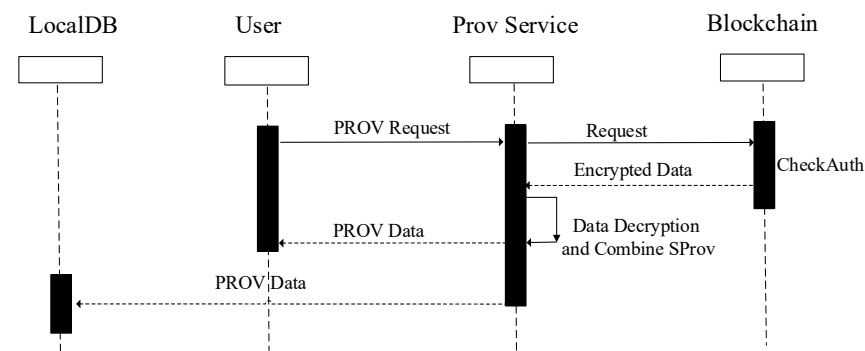 LocalDB
User
Prov Service
Blockchain
PROV Request
Request
CheckAuth
Encrypted Data
Data Decryption
and Combine SProv
PROV Data
PROV Data